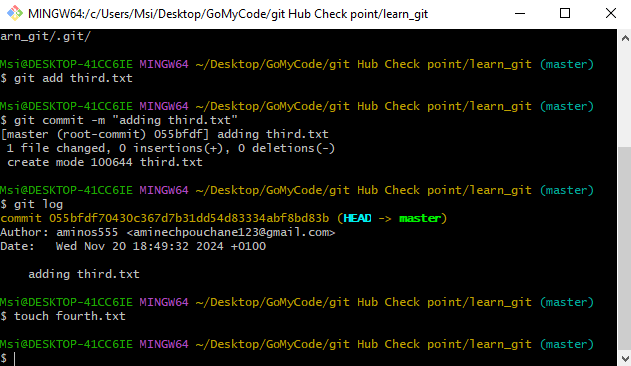 MINGW64:/c/Users/Msi/Desktop/GoMyCode/git Hub Check point/learn_git
arn_git/.git/
Msi@DESKTOP-41CC6IE MINGW64 ~/Desktop/GoMyCode/git Hub Check point/learn_git (master)
$ git add third.txt
Msi@DESKTOP-41CC6IE MINGW64 ~/Desktop/GoMyCode/git Hub Check point/learn_git (master)
$ git commit -m "adding third.txt"
[master (root-commit) 055bfdf] adding third.txt
 1 file changed, 0 insertions(+), 0 deletions(-)
 create mode 100644 third.txt
Msi@DESKTOP-41CC6IE MINGW64 ~/Desktop/GoMyCode/git Hub Check point/learn_git (master)
$ git log
commit 055bfdf70430c367d7b31dd54d83334abf8bd83b (HEAD -> master)
Author: aminos555 <aminechpouchane123@gmail.com>
Date:   Wed Nov 20 18:49:32 2024 +0100
    adding third.txt
Msi@DESKTOP-41CC6IE MINGW64 ~/Desktop/GoMyCode/git Hub Check point/learn_git (master)
$ touch fourth.txt
Msi@DESKTOP-41CC6IE MINGW64 ~/Desktop/GoMyCode/git Hub Check point/learn_git (master)
$